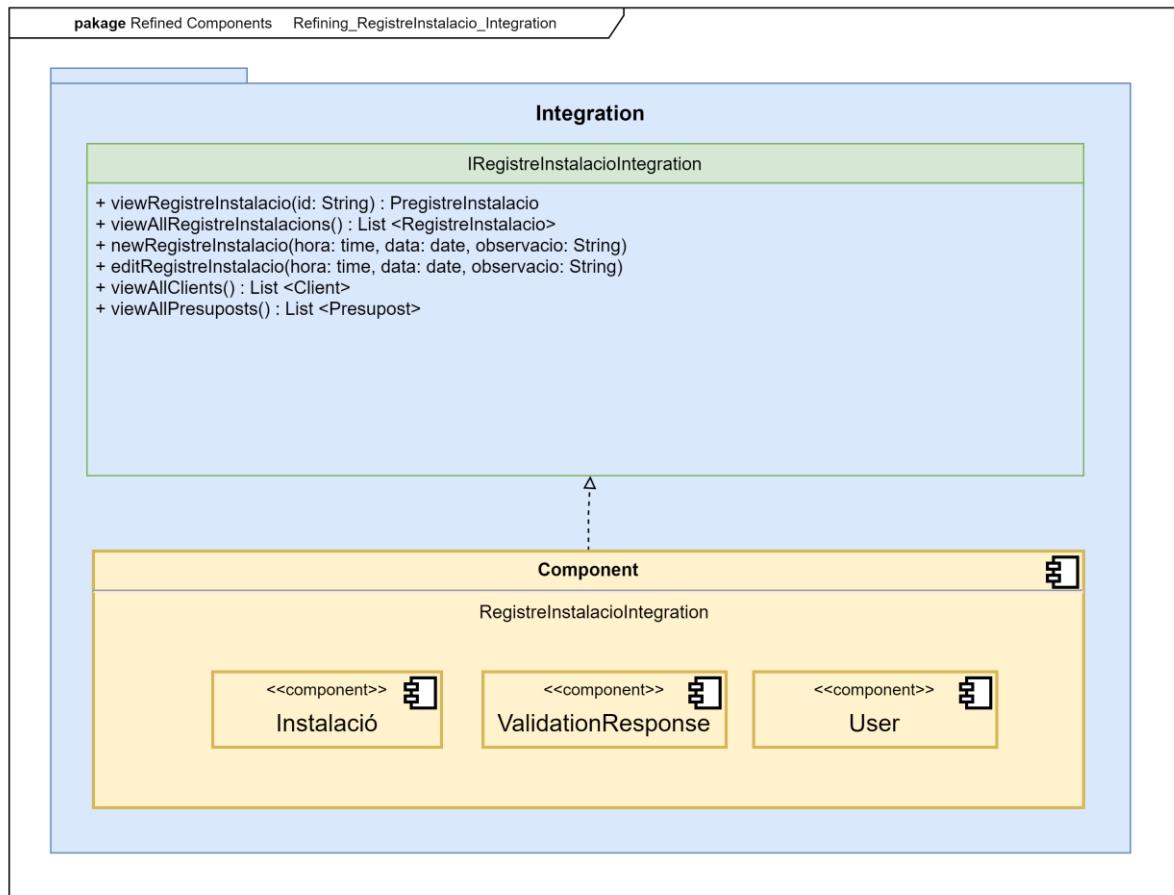 pakage Refined Components Refining_RegistreInstalacio_Integration
Integration
IRegistreInstalacioIntegration
+ viewRegistreInstalacio(id: String) : PregistreInstalacio
+ viewAllRegistreInstalacions() : List <RegistreInstalacio>
+ newRegistreInstalacio(hora: time, data: date, observacio: String)
+ editRegistreInstalacio(hora: time, data: date, observacio: String)
+ viewAllClients() : List <Client>
+ viewAllPresuposts() : List <Presupost>
Component
RegistreInstalacioIntegration
<<component>>
Instalació
<<component>>
ValidationResponse
<<component>>
User